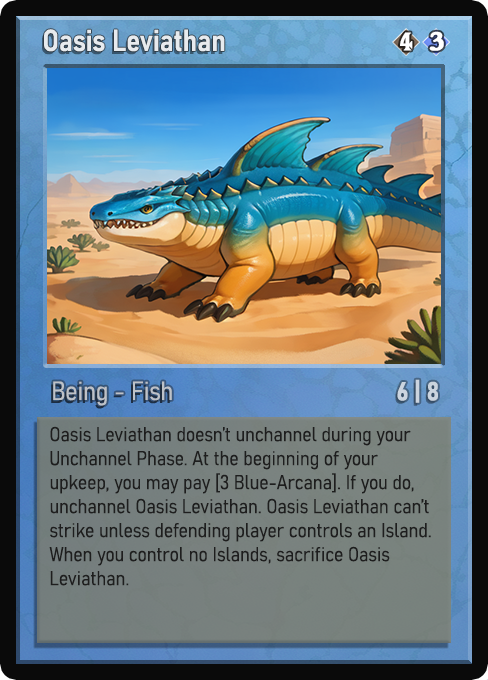 Oasis Leviathan 4 3
Being - Fish 6 | 8
Oasis Leviathan doesn't unchannel during your
Unchannel Phase. At the beginning of your
upkeep, you may pay [3 Blue-Arcana]. If you do,
unchannel Oasis Leviathan. Oasis Leviathan can't
strike unless defending player controls an Island.
When you control no Islands, sacrifice Oasis
Leviathan.